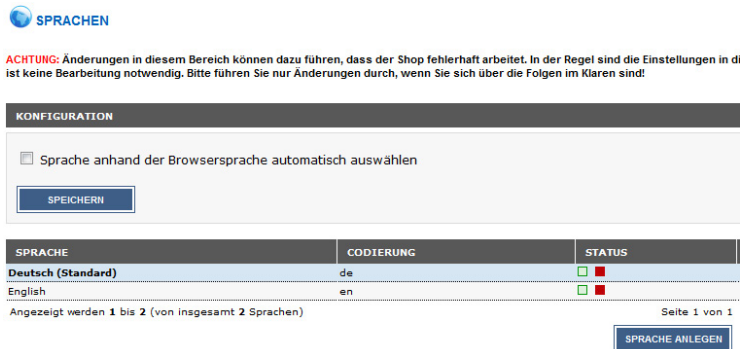 SPRACHEN
ACHTUNG: Änderungen in diesem Bereich können dazu führen, dass der Shop fehlerhaft arbeitet. In der Regel sind die Einstellungen in di
ist keine Bearbeitung notwendig. Bitte führen Sie nur Änderungen durch, wenn Sie sich über die Folgen im Klaren sind!
KONFIGURATION
Sprache anhand der Browsersprache automatisch auswählen
SPEICHERN
SPRACHE CODIERUNG STATUS
Deutsch (Standard) de
English en
Angezeigt werden 1 bis 2 (von insgesamt 2 Sprachen) Seite 1 von 1
SPRACHE ANLEGEN